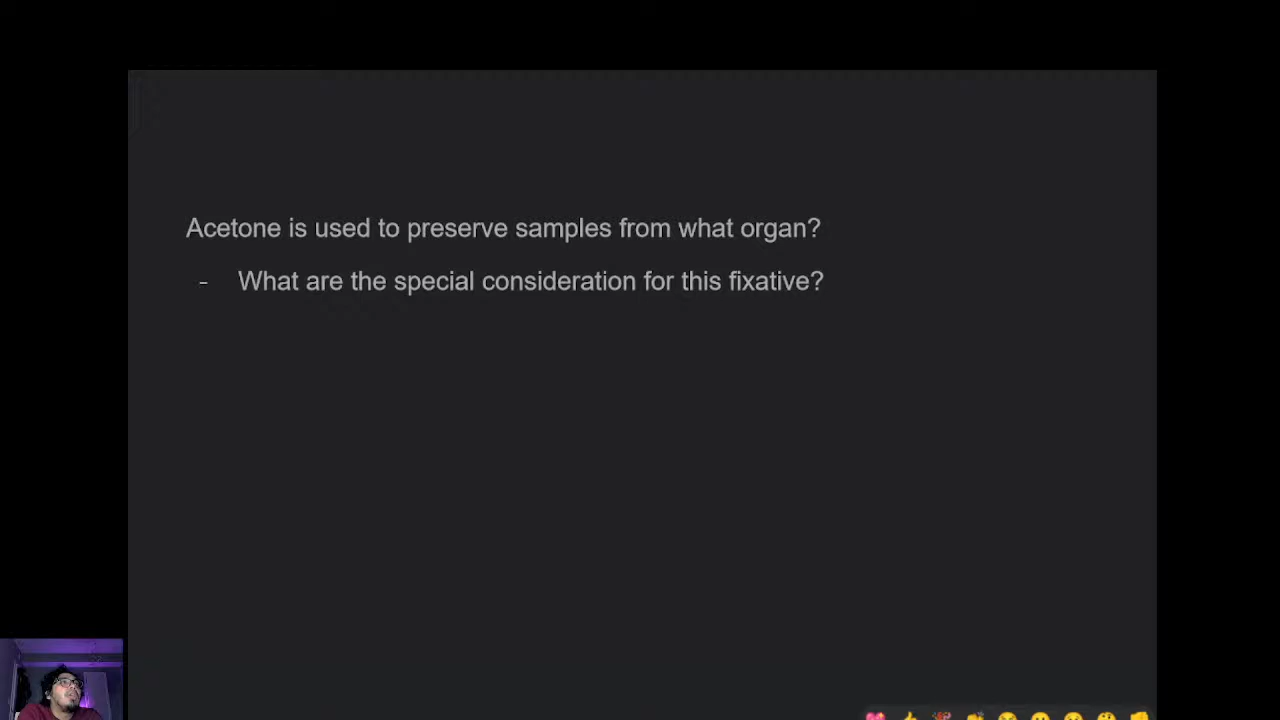 Acetone is used to preserve samples from what organ?
- What are the special consideration for this fixative?